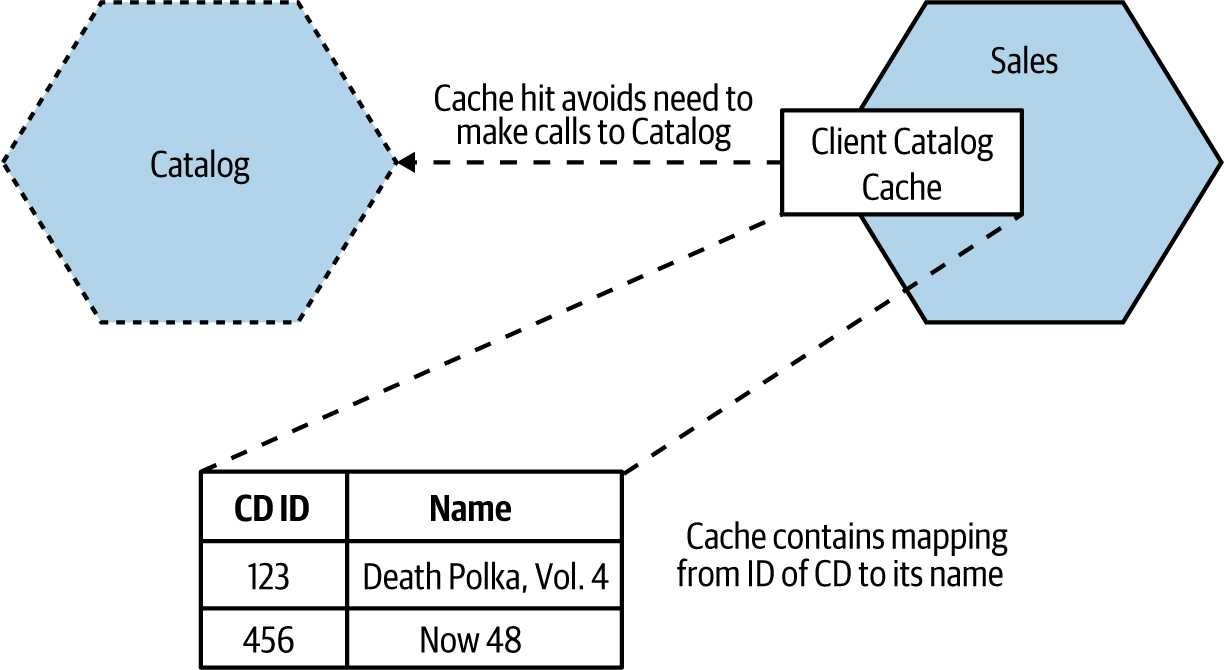 Sales
Cache hit avoids need to
make calls to Catalog
Client Catalog
Cache
Catalog
CD ID Name
123 Death Polka, Vol. 4
456 Now 48
Cache contains mapping
from ID of CD to its name